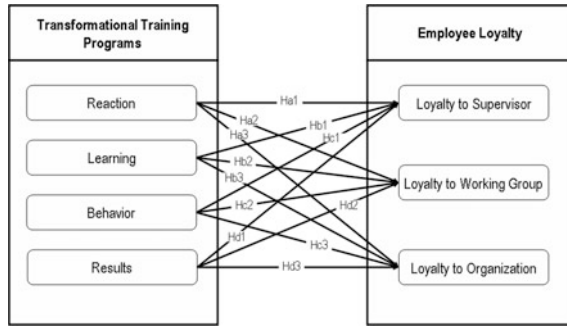 Transformational Training
Programs
Employee Loyalty
Reaction
Learning
Behavior
Results
Ha1
Ha2
Ha3
Hb1
Hc1
Hb2
Hb3
Hc2
Hd2
Hd1
Hc3
Hd3
Loyalty to Supervisor
Loyalty to Working Group
Loyalty to Organization